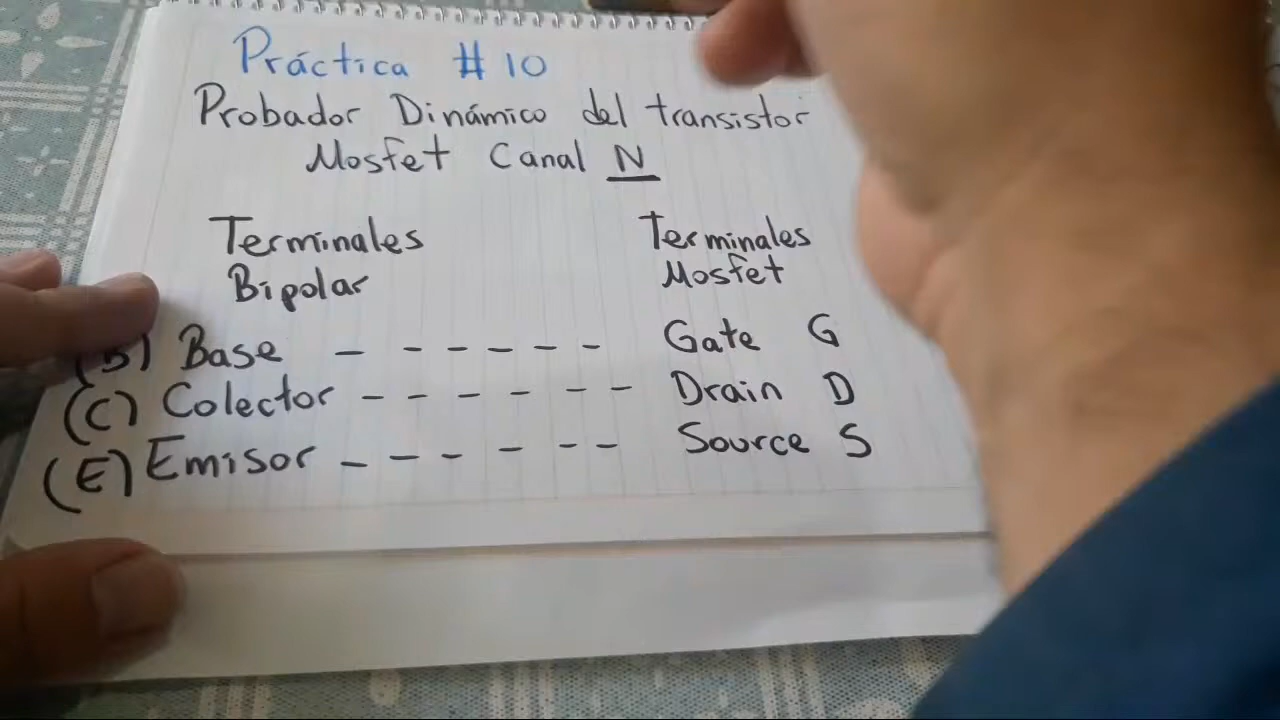 Práctica # 10
Probador Dinámico del transistor
Mosfet Canal N
Terminales Bipolar
Terminales Mosfet
(B) Base - - - - - - Gate G
(C) Colector - - - - - - Drain D
(E) Emisor - - - - - - Source S